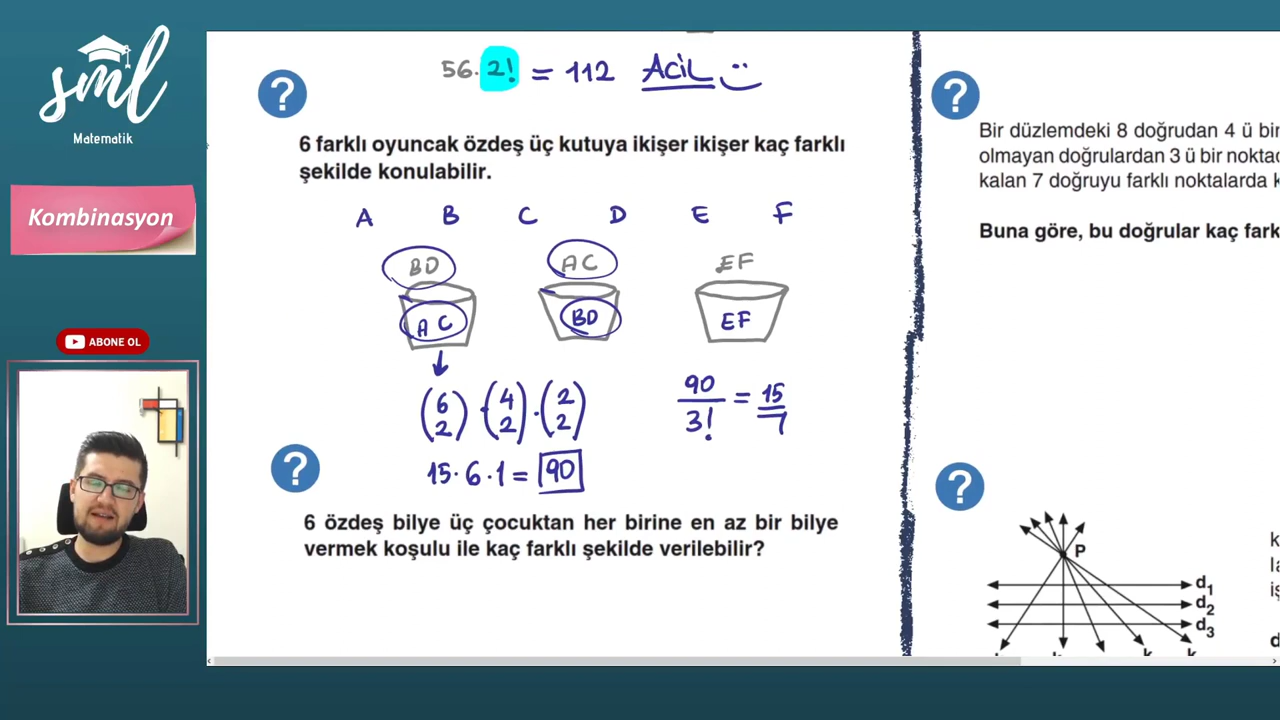 sml
Matematik
Kombinasyon
ABONE OL
56.2! = 112 Acil
?
6 farklı oyuncak özdeş üç kutuya ikişer ikişer kaç farklı
şekilde konulabilir.
A B C D E F
BD AC EF
AC BD EF
(6 2) · (4 2) · (2 2)
15 · 6 · 1 = 90
90/3! = 15
?
6 özdeş bilye üç çocuktan her birine en az bir bilye
vermek koşulu ile kaç farklı şekilde verilebilir?
?
Bir düzlemdeki 8 doğrudan 4 ü bir
olmayan doğrulardan 3 ü bir
kalan 7 doğruyu farklı noktalarda k
Buna göre, bu doğrular kaç
?
P
d1
d2
d3
k